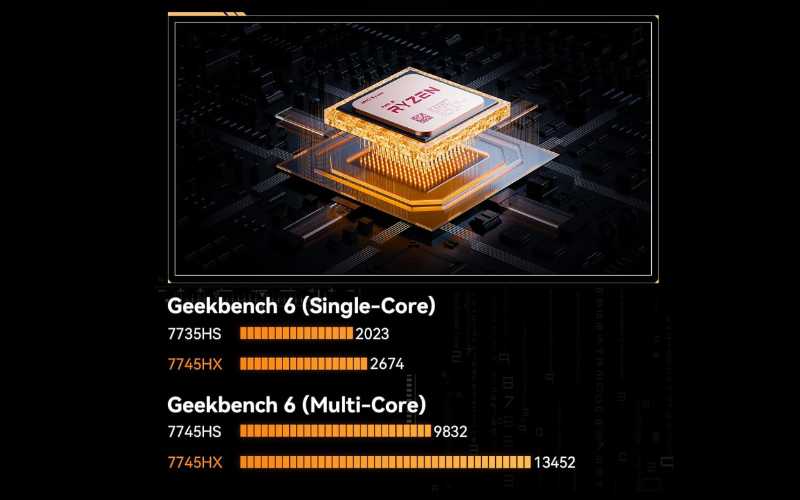 RYZEN
Geekbench 6 (Single-Core)
7735HS 2023
7745HX 2674
Geekbench 6 (Multi-Core)
7745HS 9832
7745HX 13452